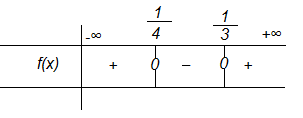 -∞ 1/4 1/3 +∞
f(x) + 0 – 0 +